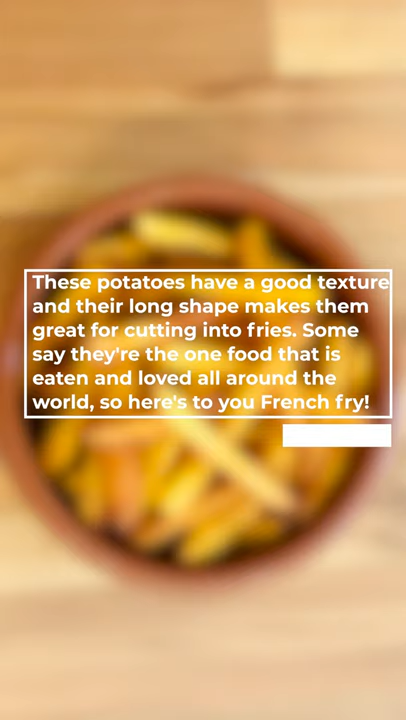 These potatoes have a good texture
and their long shape makes them
great for cutting into fries. Some
say they're the one food that is
eaten and loved all around the
world, so here's to you French fry!